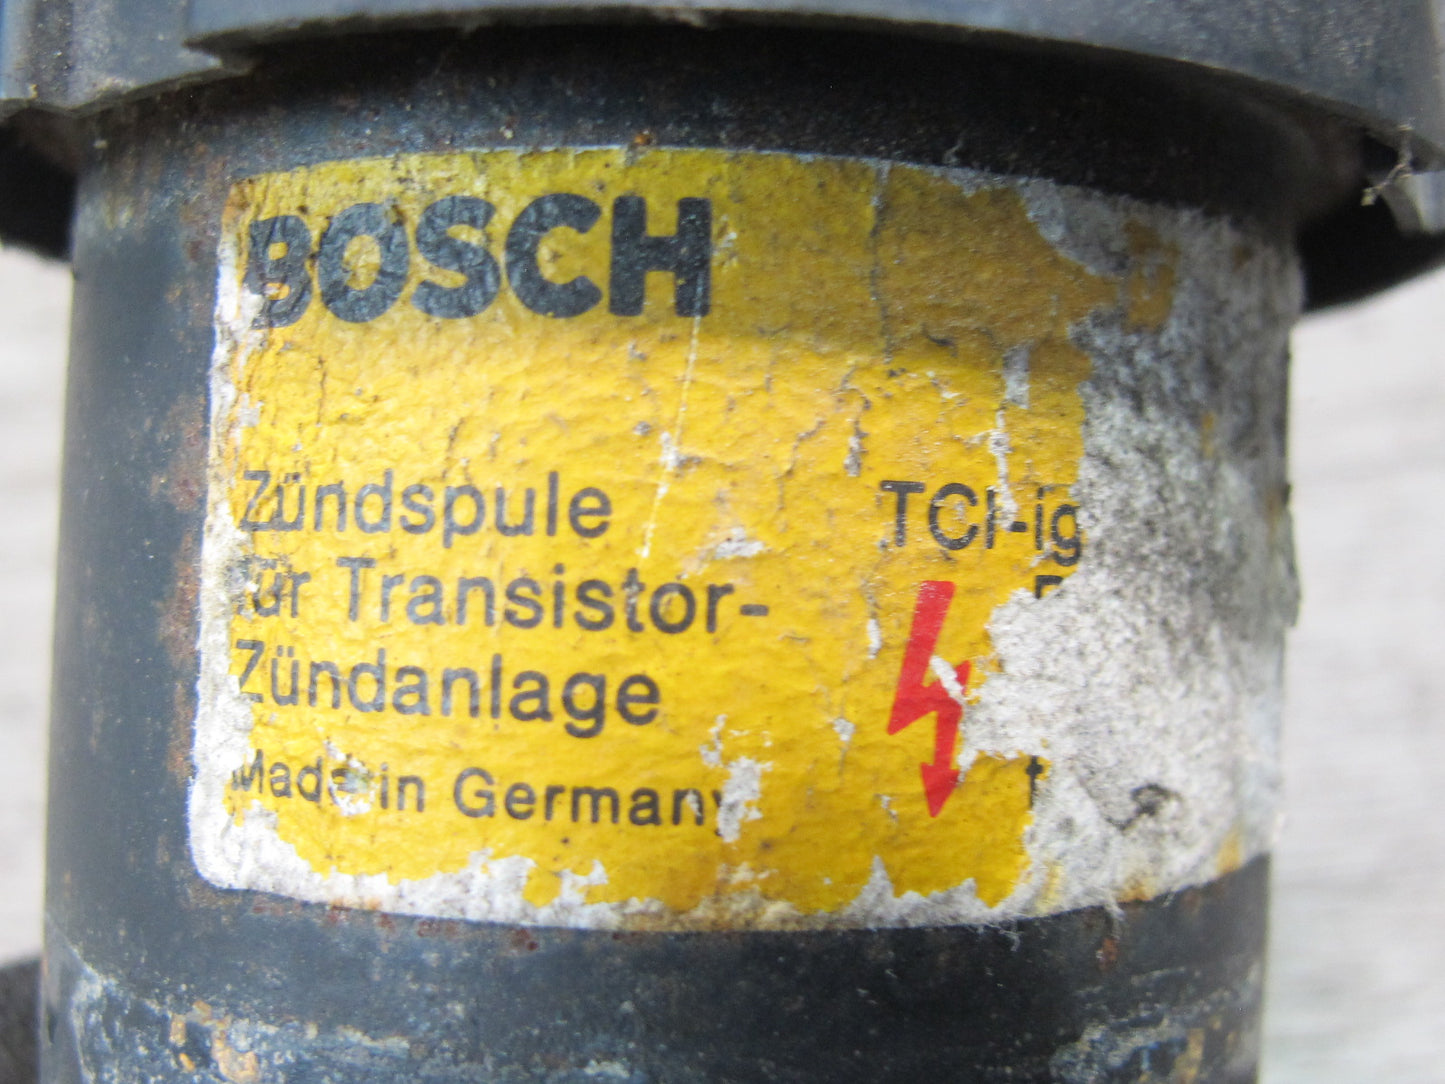 BOSCH
Zündspule
für Transistor-
Zündanlage
Made in Germany
TCI-ig